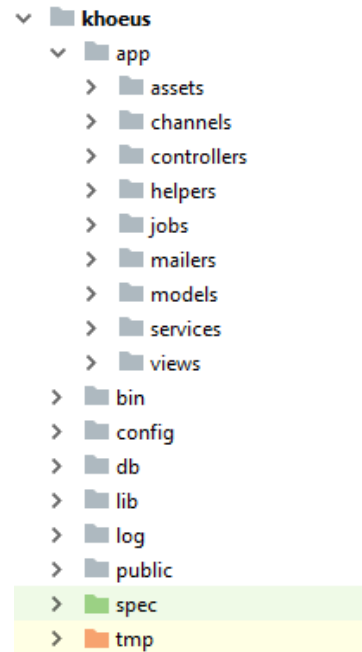 khoeus
app
assets
channels
controllers
helpers
jobs
mailers
models
services
views
bin
config
db
lib
log
public
spec
tmp